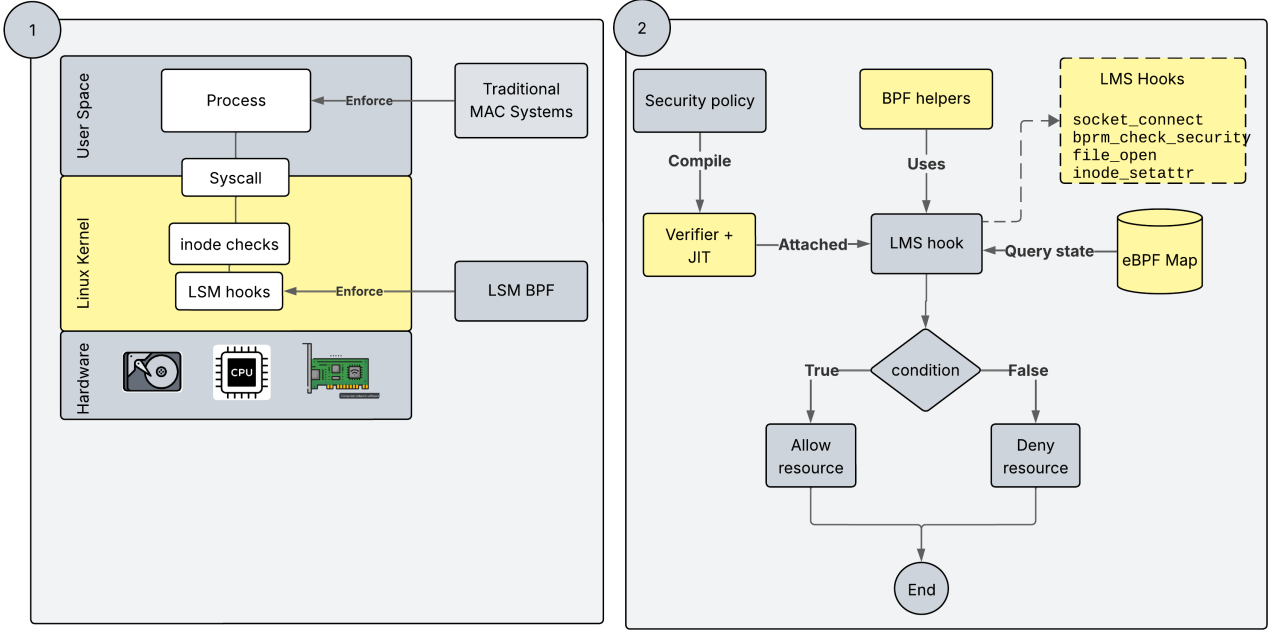 1
User Space
Process
Enforce
Traditional
MAC Systems
Syscall
Linux Kernel
inode checks
LSM hooks
Enforce
LSM BPF
Hardware
CPU
2
Security policy
BPF helpers
LMS Hooks
socket_connect
bprm_check_security
file_open
inode_setattr
Compile
Uses
Verifier +
JIT
Attached
LMS hook
Query state
eBPF Map
condition
True
False
Allow
resource
Deny
resource
End